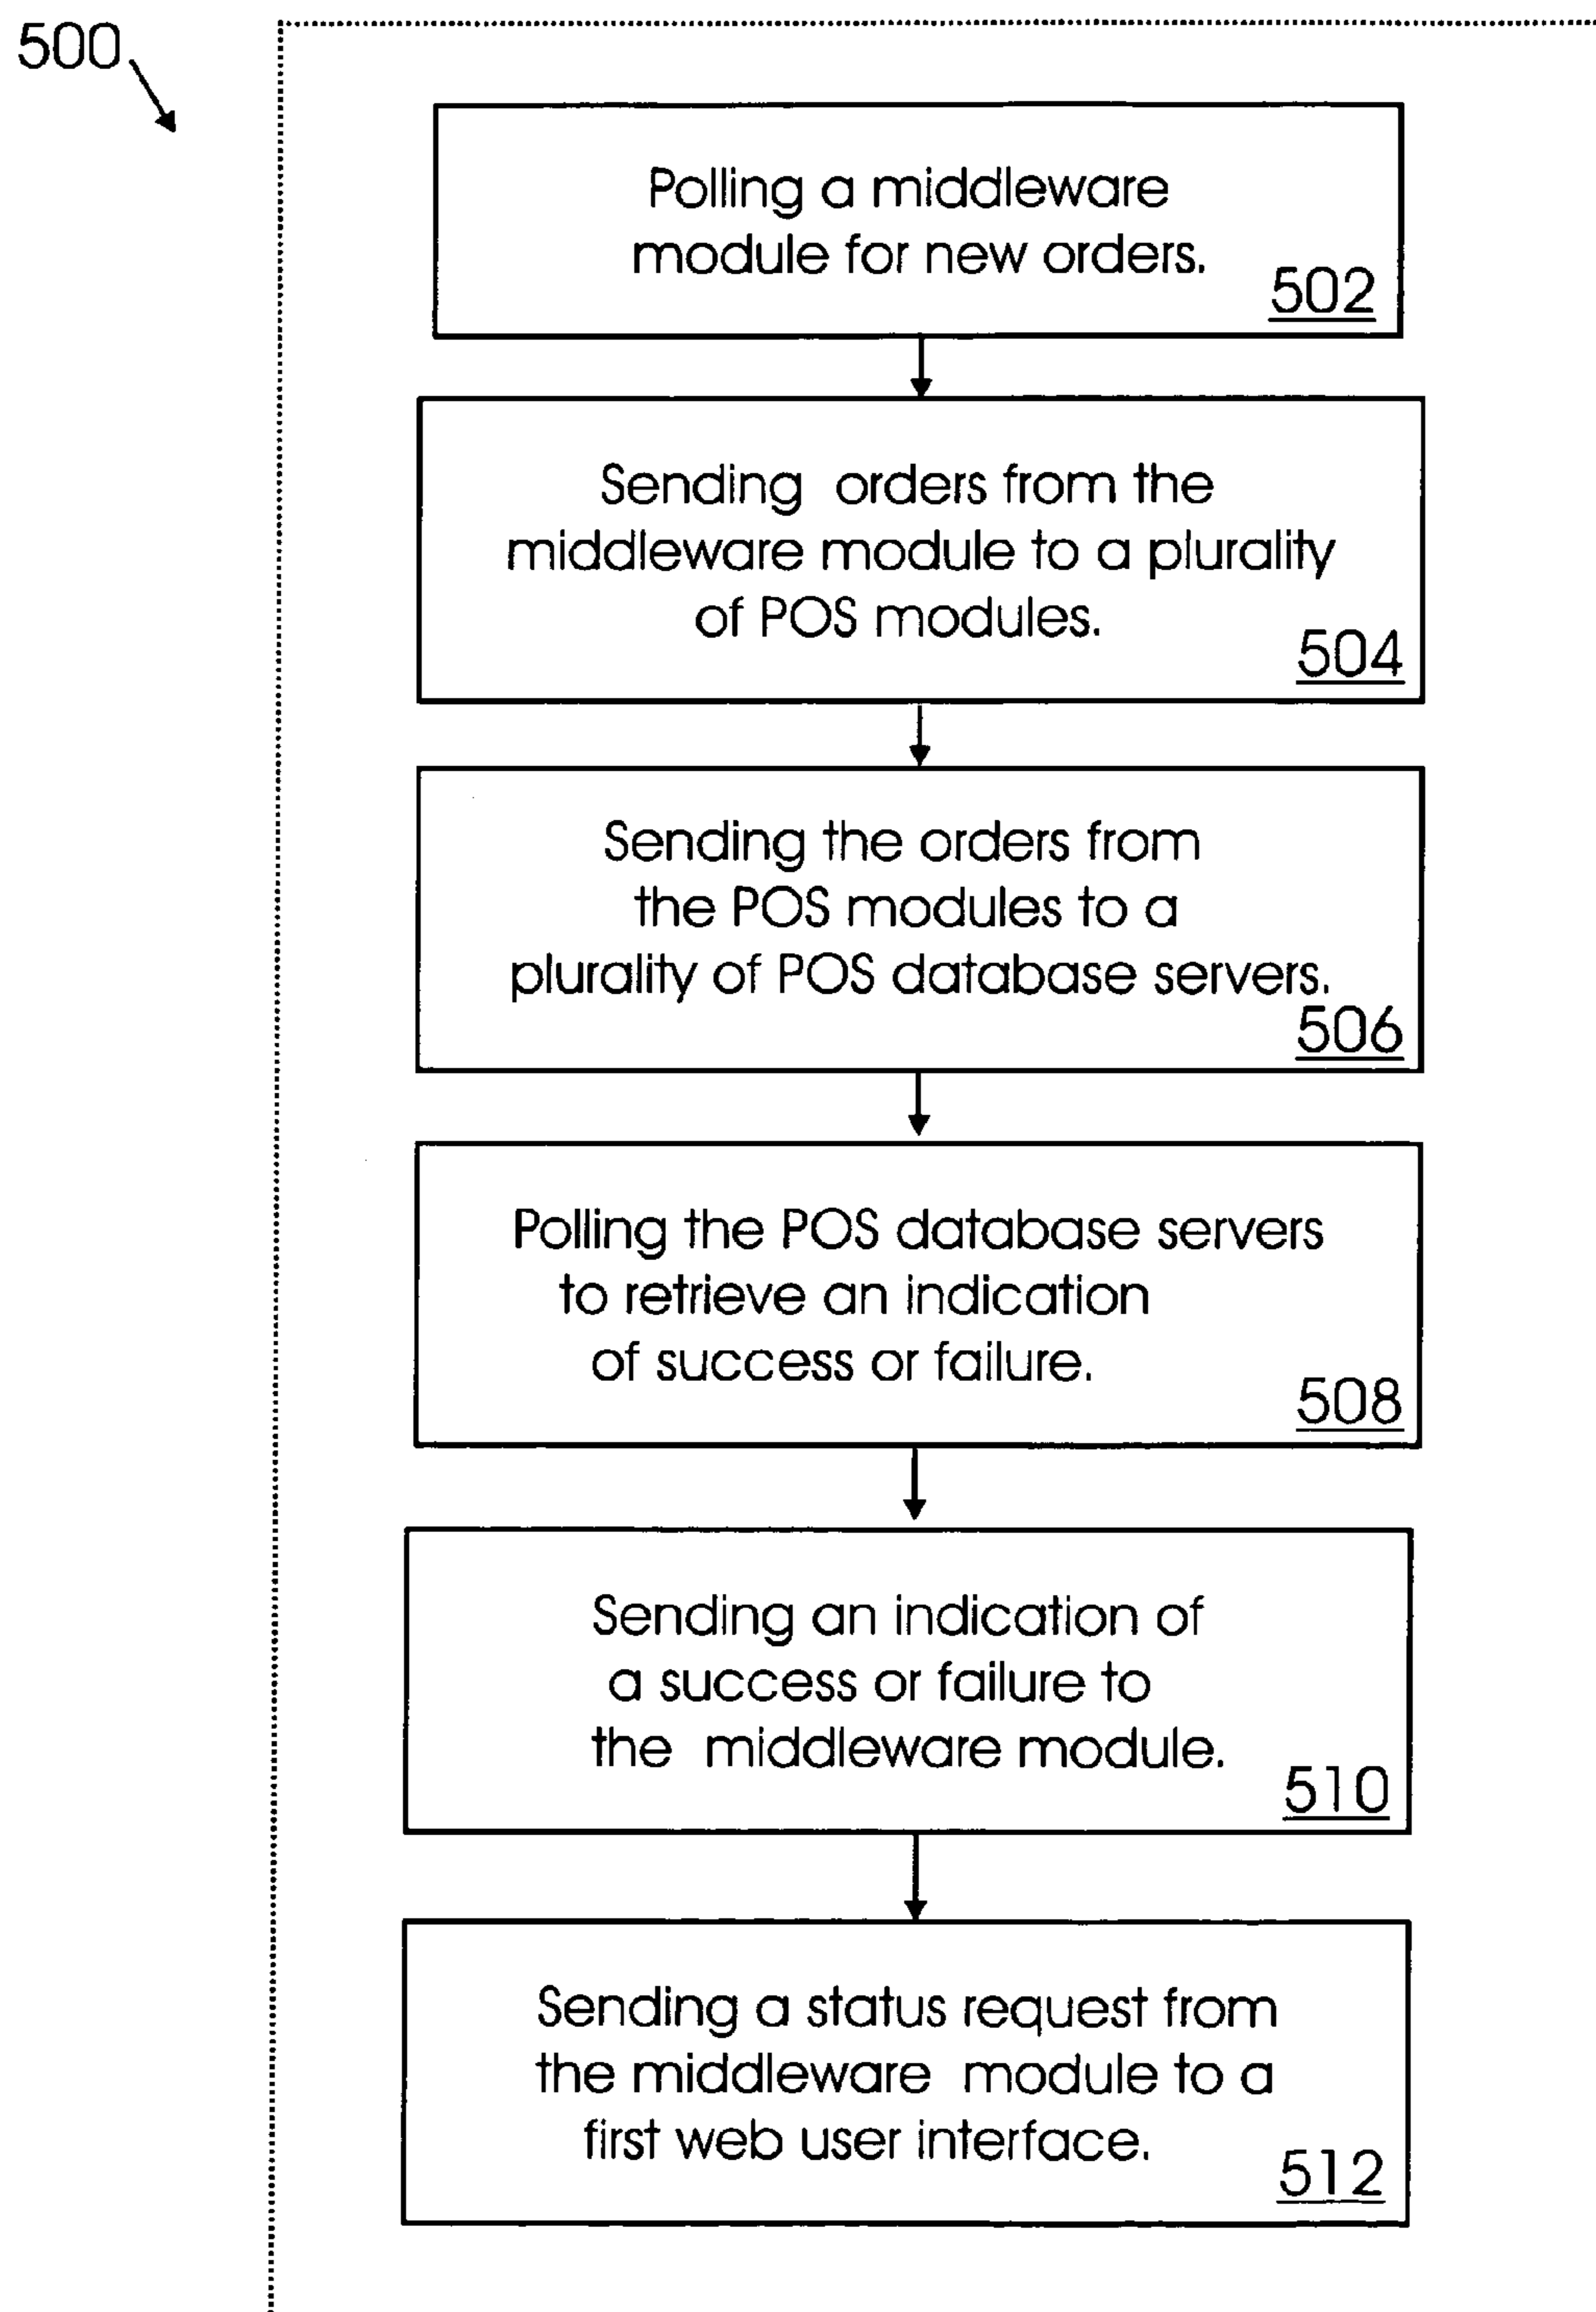 500
Polling a middleware
module for new orders.
502
Sending orders from the
middleware module to a plurality
of POS modules.
504
Sending the orders from
the POS modules to a
plurality of POS database servers.
506
Polling the POS database servers
to retrieve an indication
of success or failure.
508
Sending an indication of
a success or failure to
the middleware module.
510
Sending a status request from
the middleware module to a
first web user interface.
512